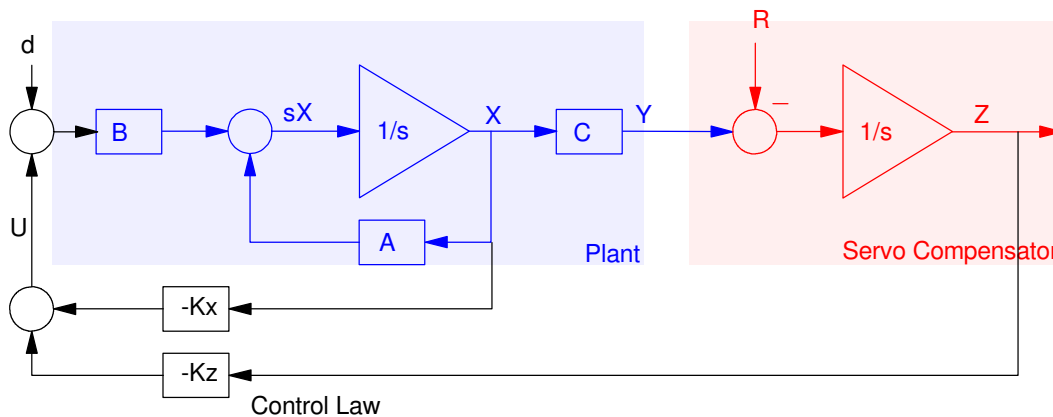 d
R
B
sX
1/s
X
C
Y
−
1/s
Z
U
A
Plant
Servo Compensator
-Kx
-Kz
Control Law